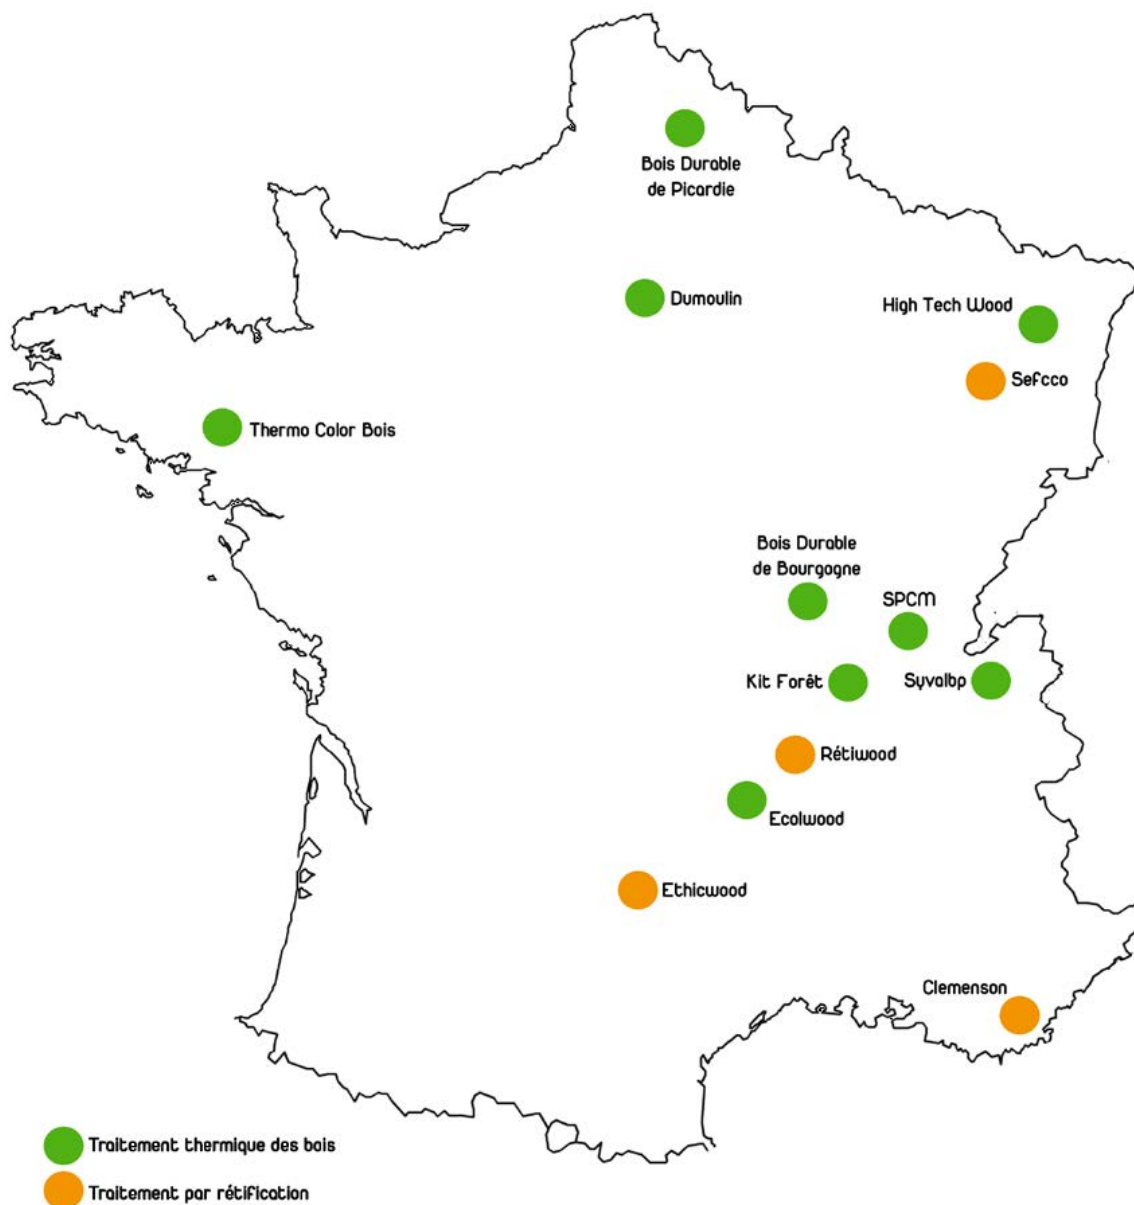 Bois Durable
de Picardie
Dumoulin
High Tech Wood
Sefcco
Thermo Color Bois
Bois Durable
de Bourgogne
SPCM
Kit Forêt
Syvalbp
Rétiwood
Ecolwood
Ethicwood
Clemenson
Traitement thermique des bois
Traitement par rétification